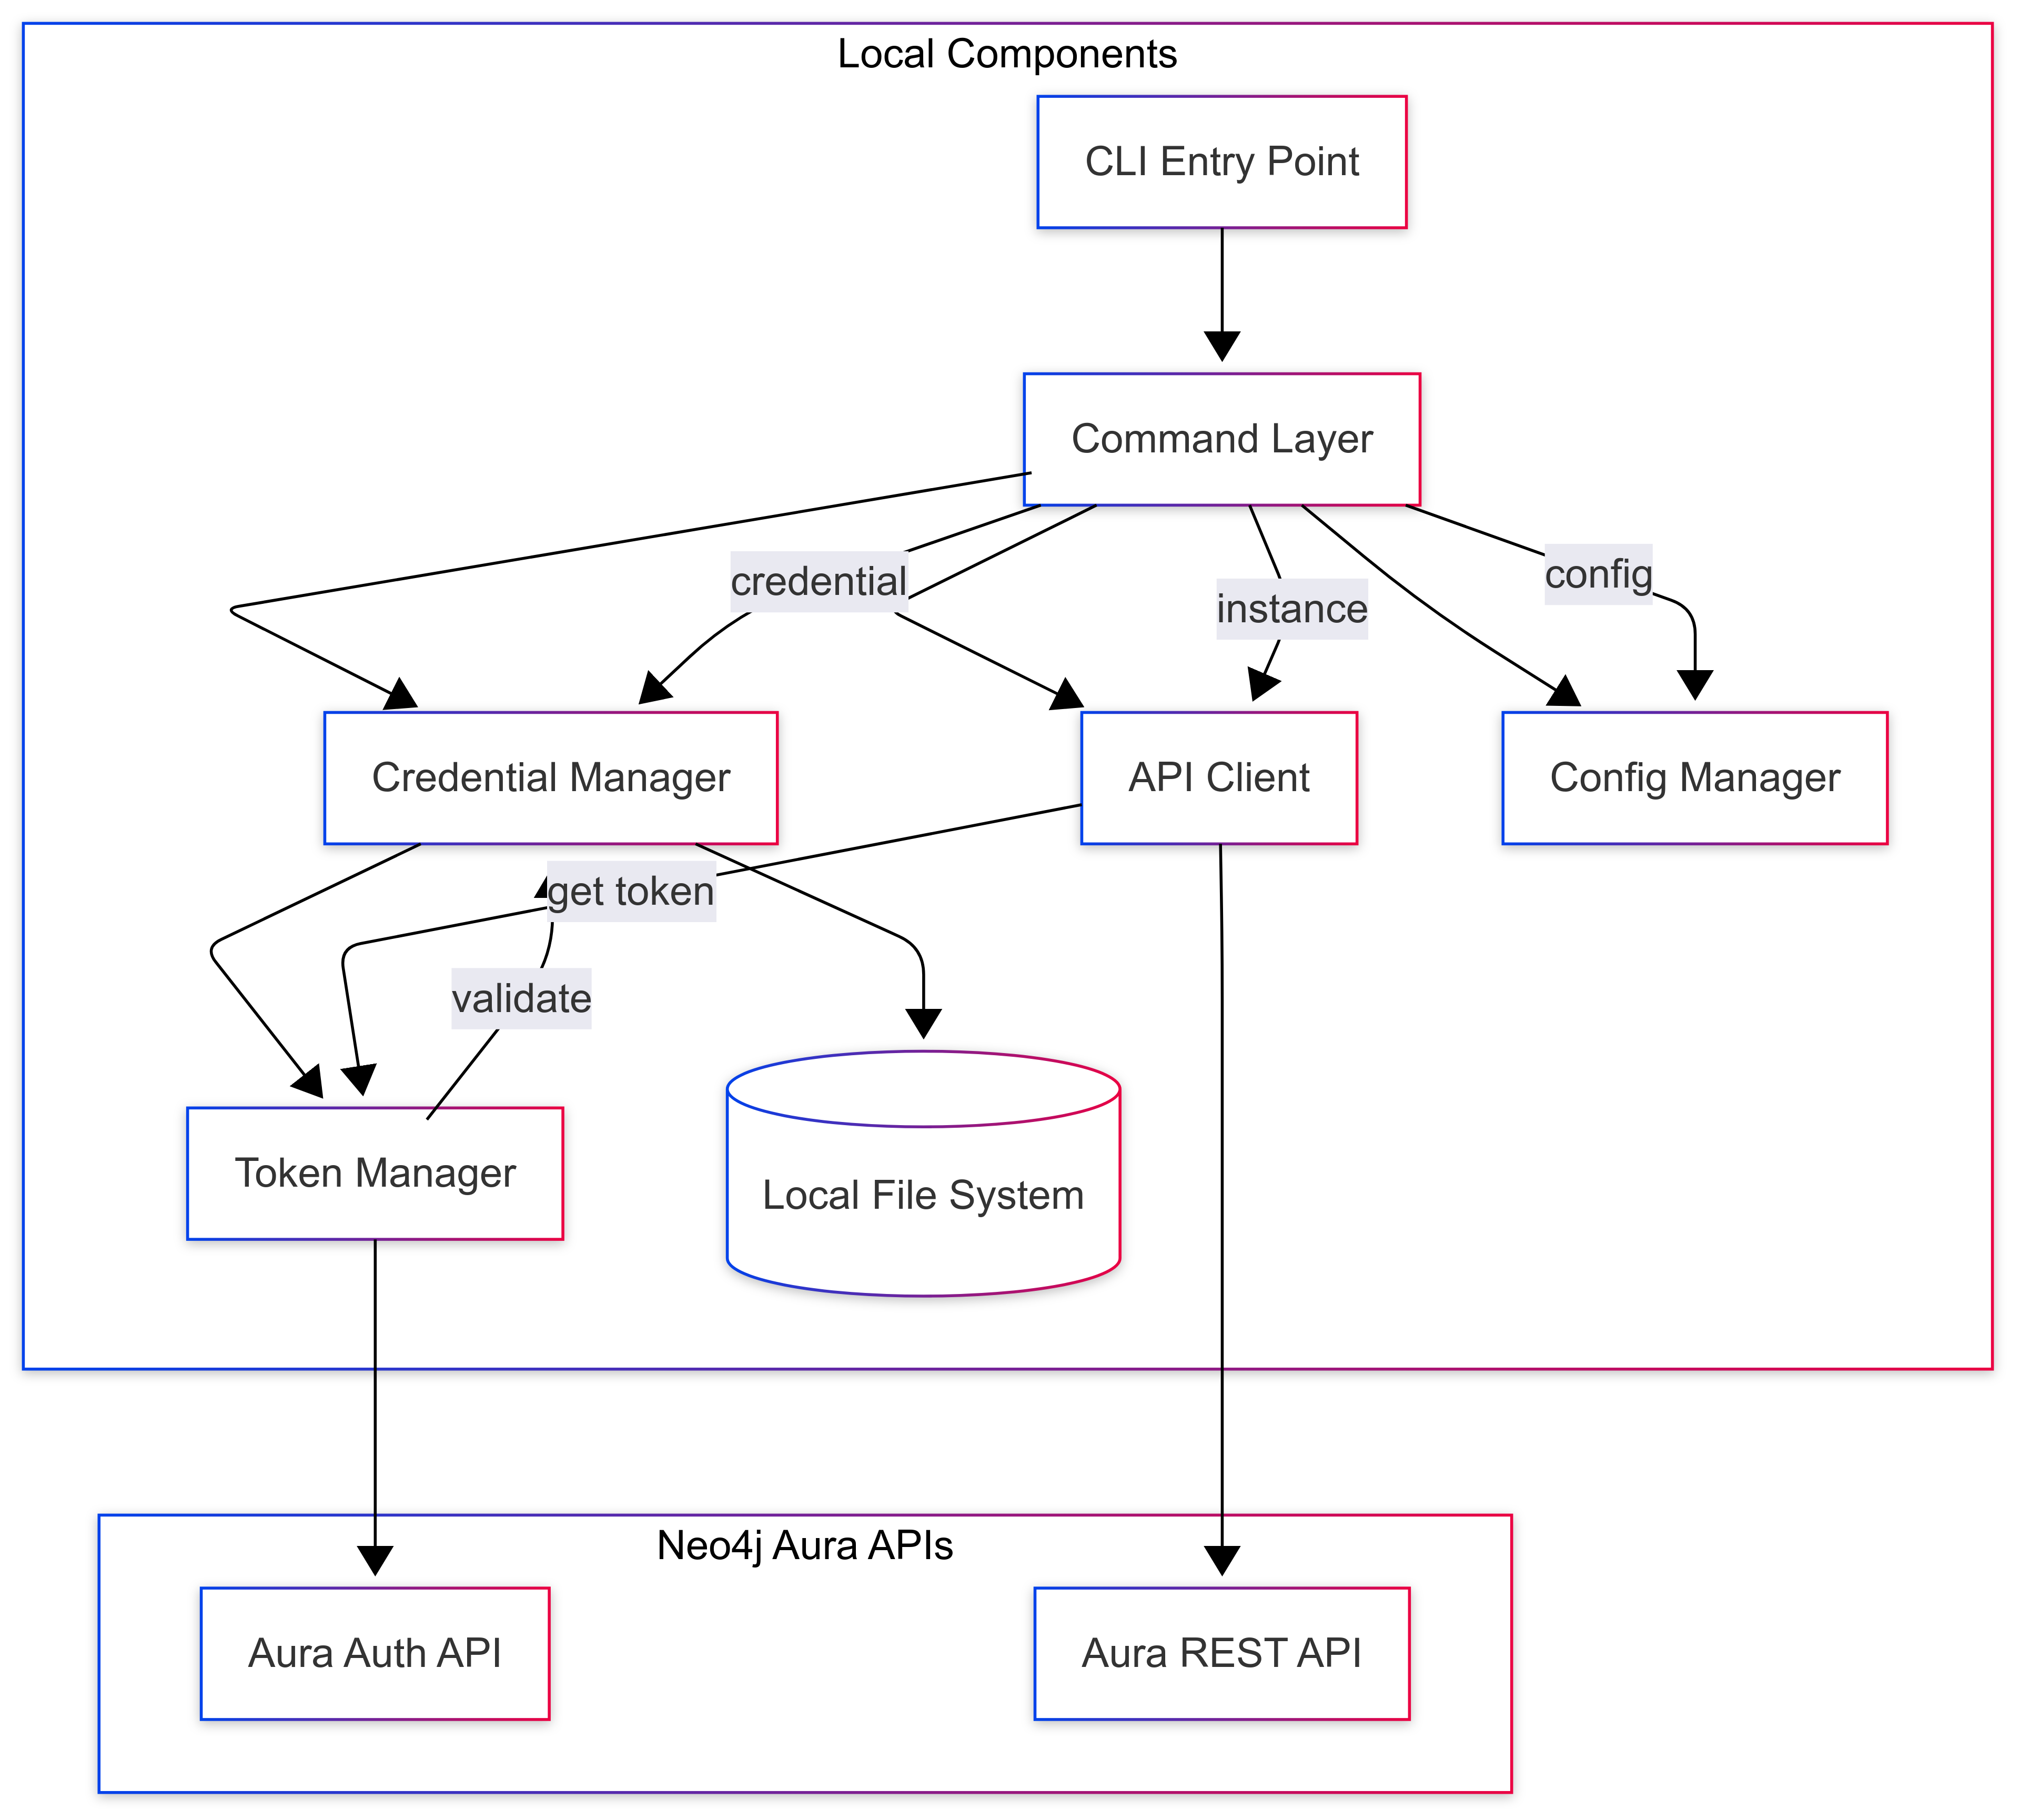 Local Components
CLI Entry Point
Command Layer
credential
instance
config
Credential Manager
API Client
Config Manager
get token
validate
Token Manager
Local File System
Neo4j Aura APIs
Aura Auth API
Aura REST API